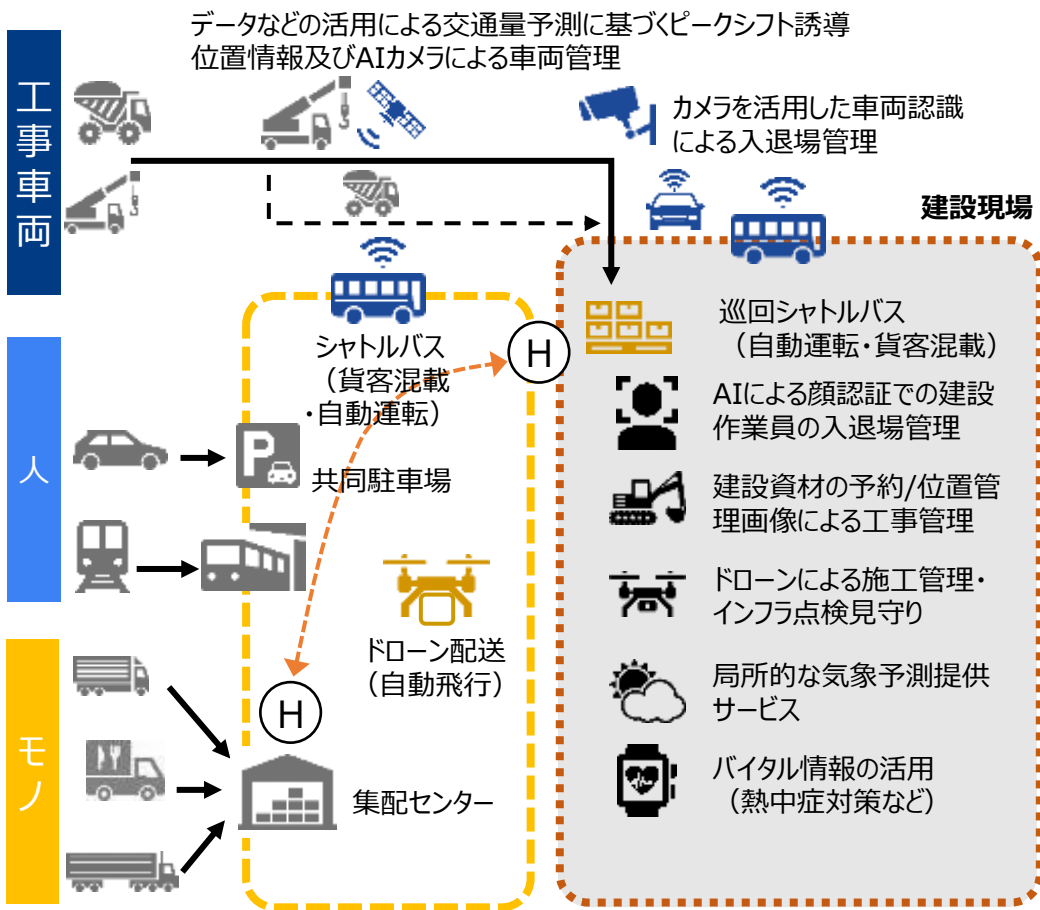 データなどの活用による交通量予測に基づくピークシフト誘導
位置情報及びAIカメラによる車両管理
工事車両
カメラを活用した車両認識
による入退場管理
建設現場
人
シャトルバス
（貨客混載
・自動運転）
H
P
共同駐車場
ドローン配送
（自動飛行）
モノ
H
集配センター
巡回シャトルバス
（自動運転・貨客混載）
AIによる顔認証での建設
作業員の入退場管理
建設資材の予約/位置管
理画像による工事管理
ドローンによる施工管理・
インフラ点検見守り
局所的な気象予測提供
サービス
バイタル情報の活用
（熱中症対策など）